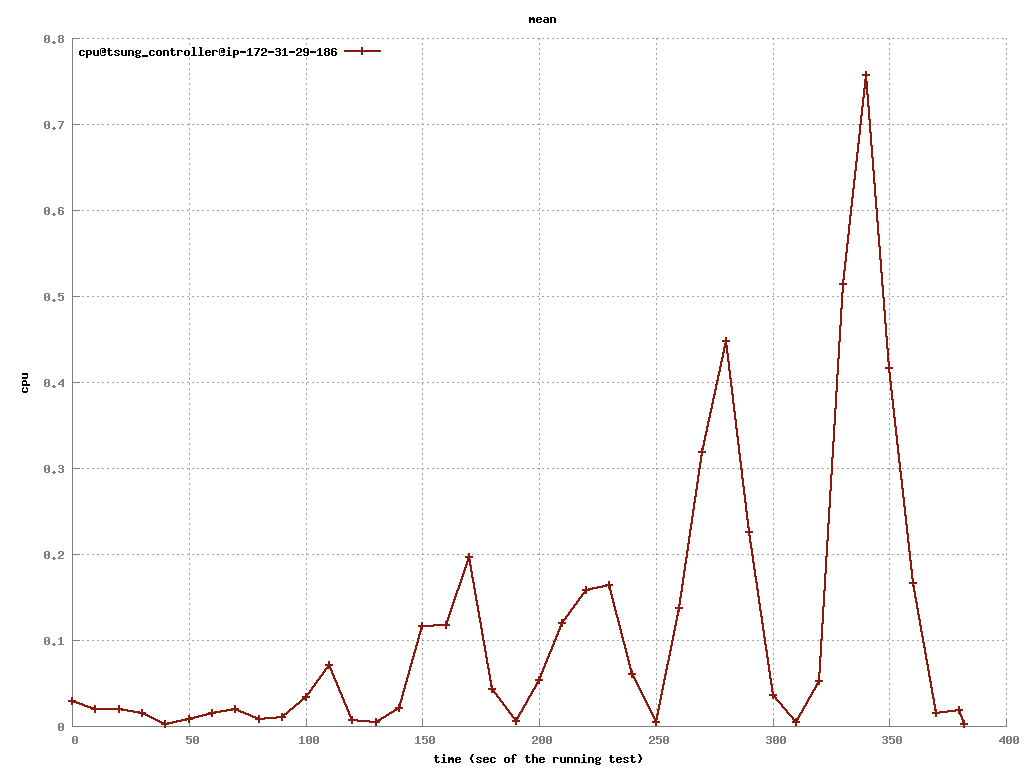 mean
cpu@tsung_controller@ip-172-31-29-186
0.8
0.7
0.6
0.5
0.4
0.3
0.2
0.1
0
cpu
0 50 100 150 200 250 300 350 400
time (sec of the running test)